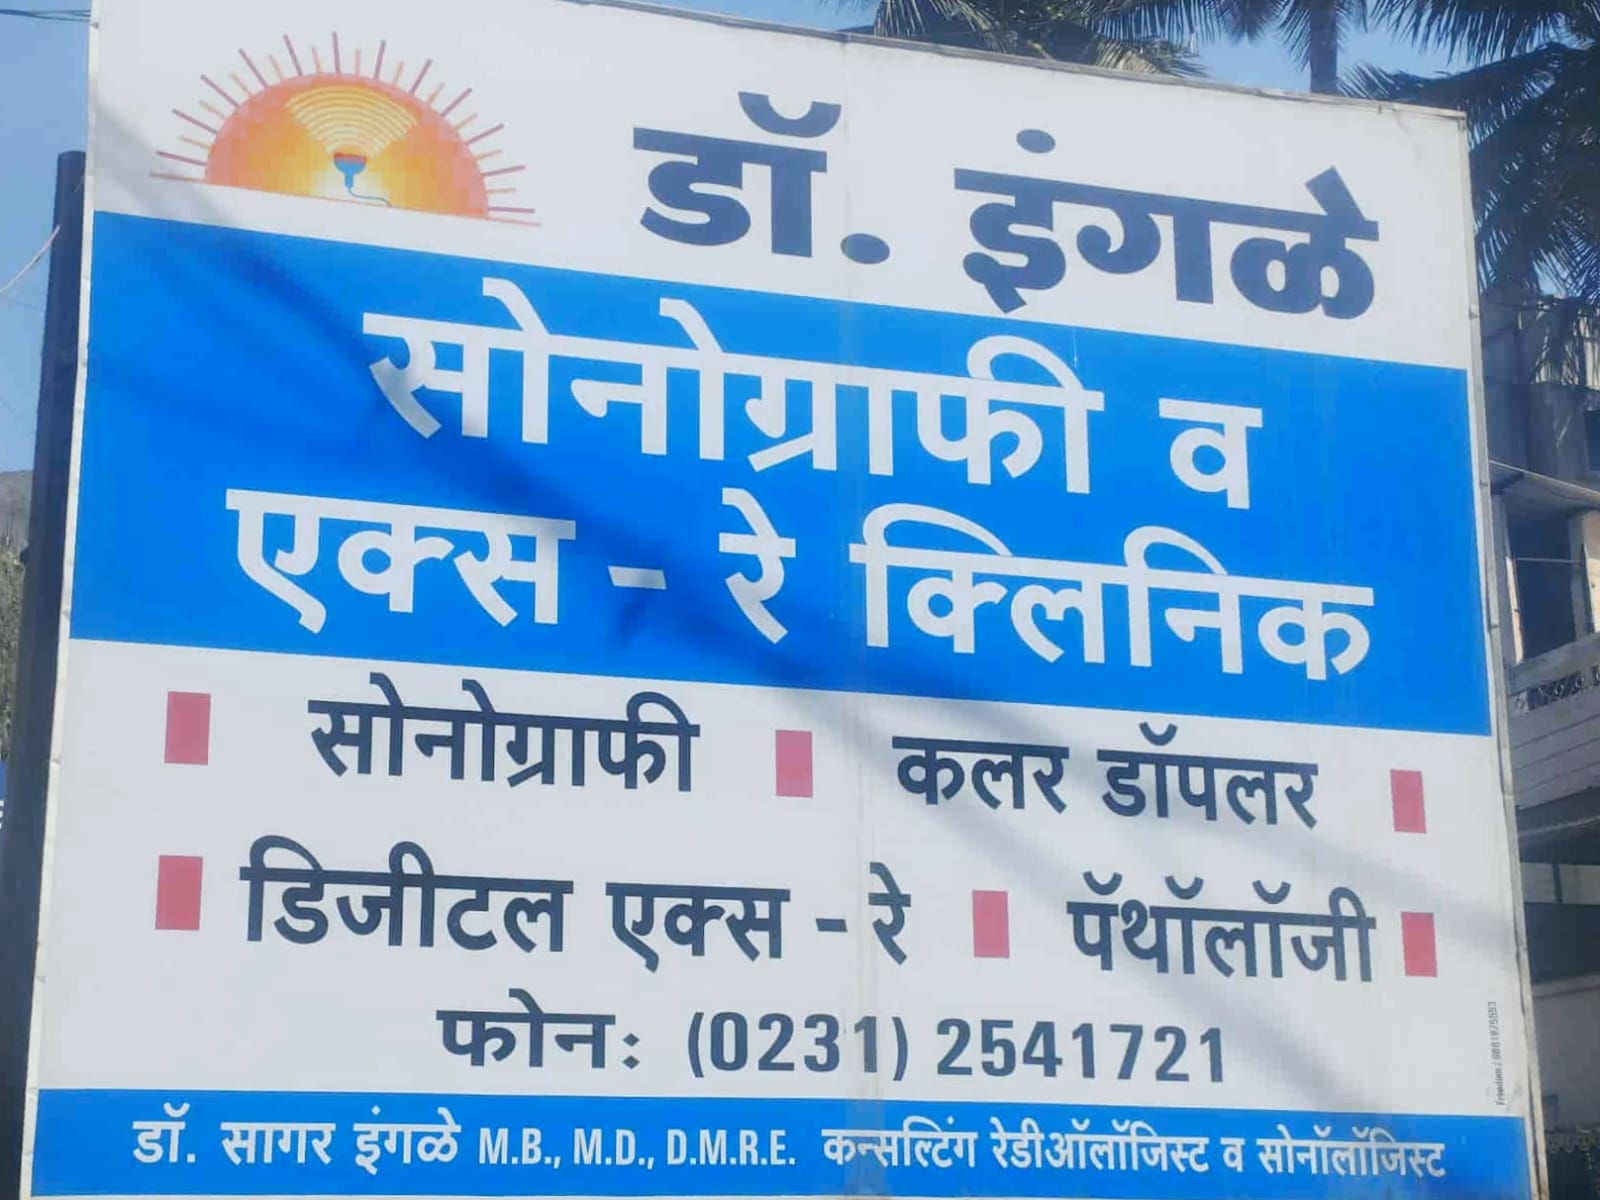 डॉ. इंगळे
सोनोग्राफी व
एक्स - रे क्लिनिक
सोनोग्राफी कलर डॉपलर
डिजीटल एक्स - रे पॅथॉलॉजी
फोन: (0231) 2541721
डॉ. सागर इंगळे M.B., M.D., D.M.R.E. कन्सल्टिंग रेडीऑलॉजिस्ट व सोनॉलॉजिस्ट